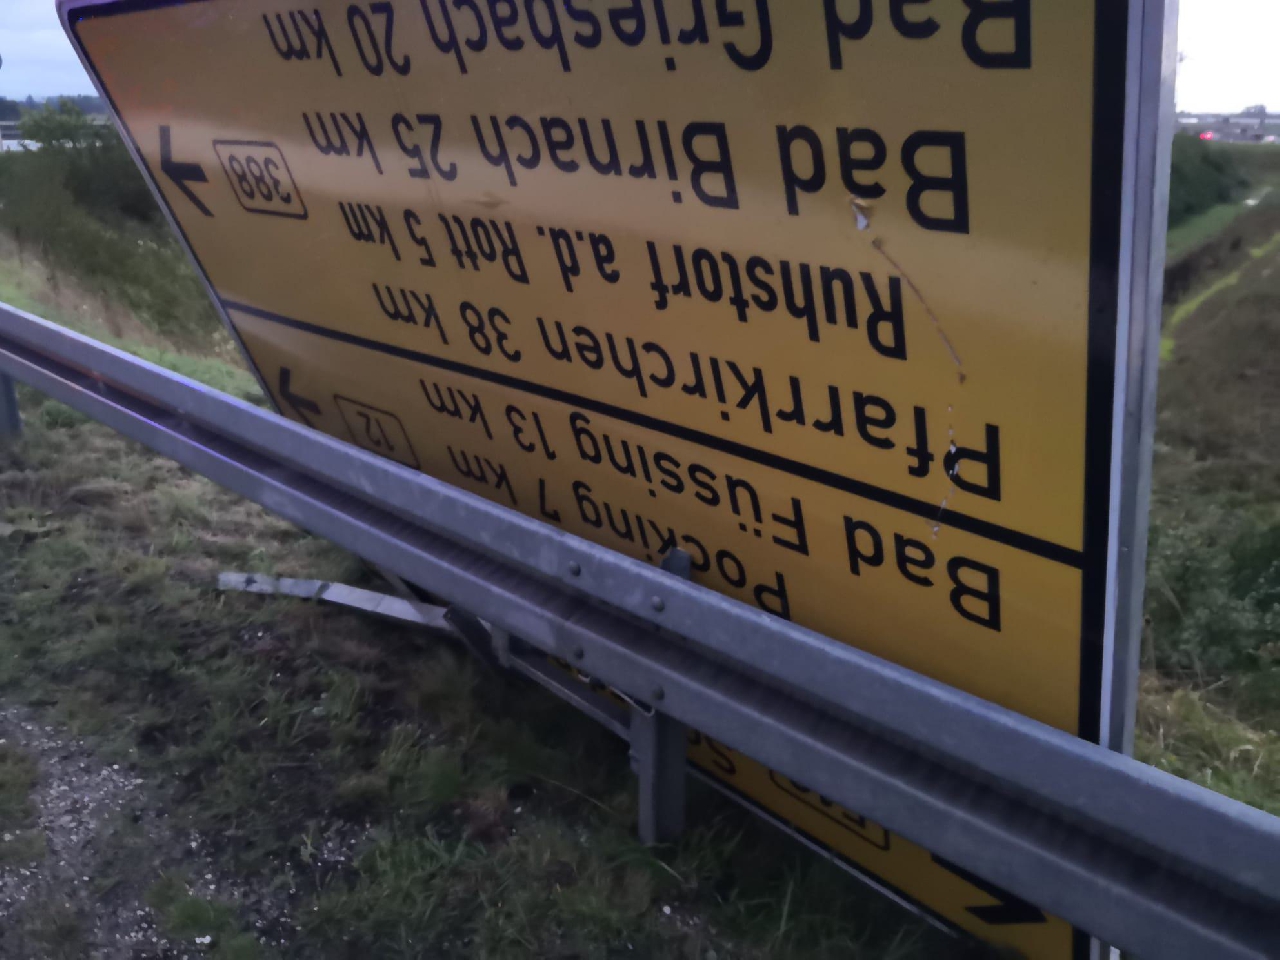 Pocking 7 km
12
Bad Füssing 13 km
Pfarrkirchen 38 km
Ruhstorf a.d. Rott 5 km
388
Bad Birnach 25 km
Bad Griesbach 20 km